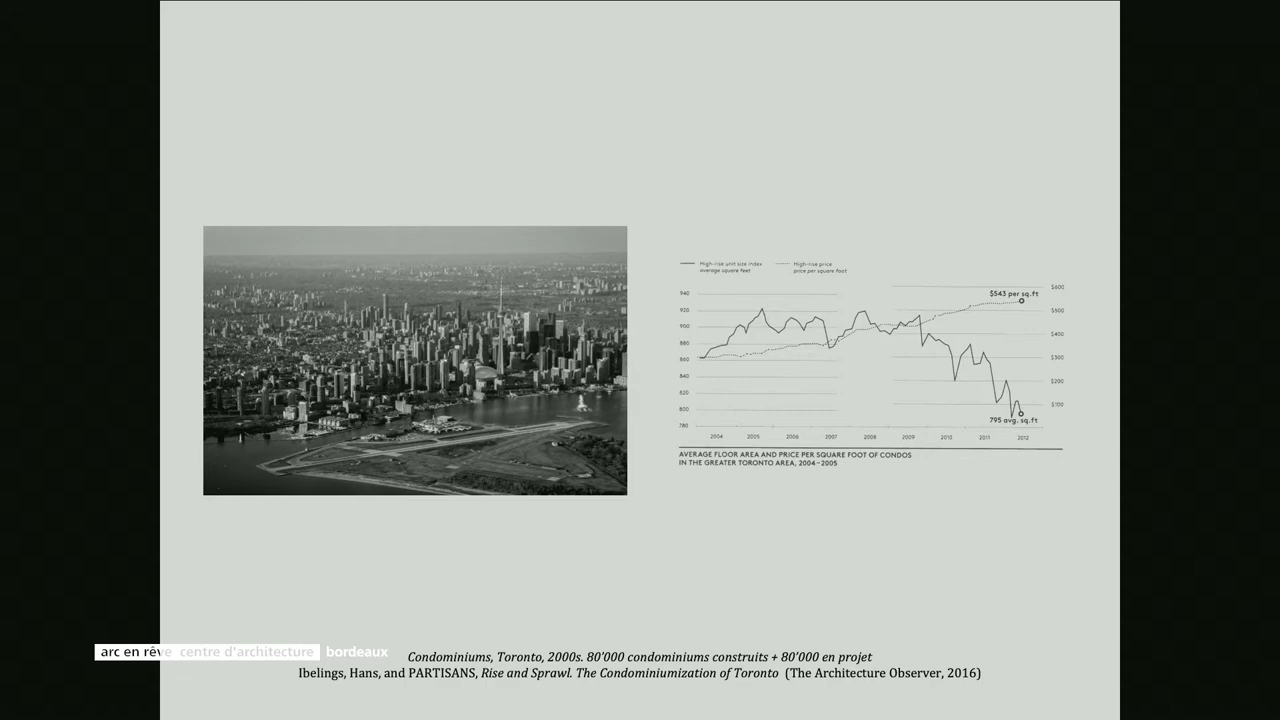 High-rise unit size index
average square feet
High-rise price
price per square foot
940
920
900
880
860
840
820
800
780
$600
$500
$400
$300
$200
$100
$543 per sq.ft
795 avg. sq.ft
2004 2005 2006 2007 2008 2009 2010 2011 2012
AVERAGE FLOOR AREA AND PRICE PER SQUARE FOOT OF CONDOS
IN THE GREATER TORONTO AREA, 2004–2005
arc en rêve centre d'architecture bordeaux
Condominiums, Toronto, 2000s. 80'000 condominiums construits + 80'000 en projet
Ibelings, Hans, and PARTISANS, Rise and Sprawl. The Condominiumization of Toronto (The Architecture Observer, 2016)